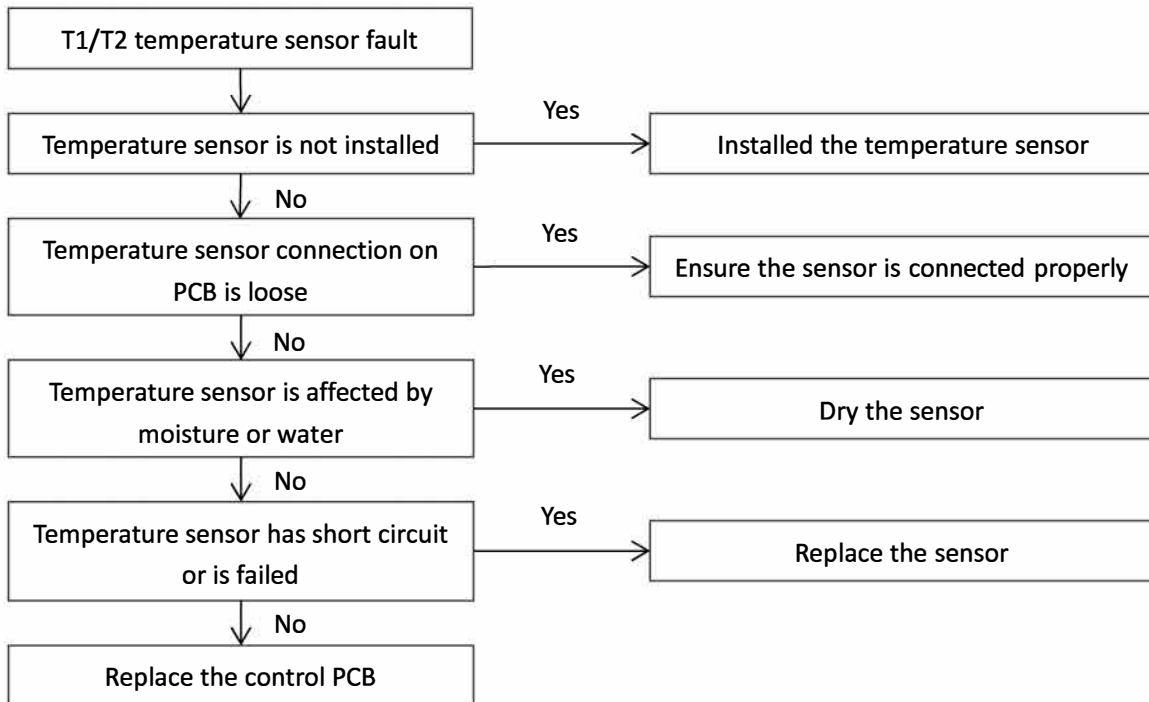 T1/T2 temperature sensor fault
Yes
Temperature sensor is not installed
Installed the temperature sensor
No
Temperature sensor connection on
PCB is loose
Yes
Ensure the sensor is connected properly
No
Temperature sensor is affected by
moisture or water
Yes
Dry the sensor
No
Temperature sensor has short circuit
or is failed
Yes
Replace the sensor
No
Replace the control PCB